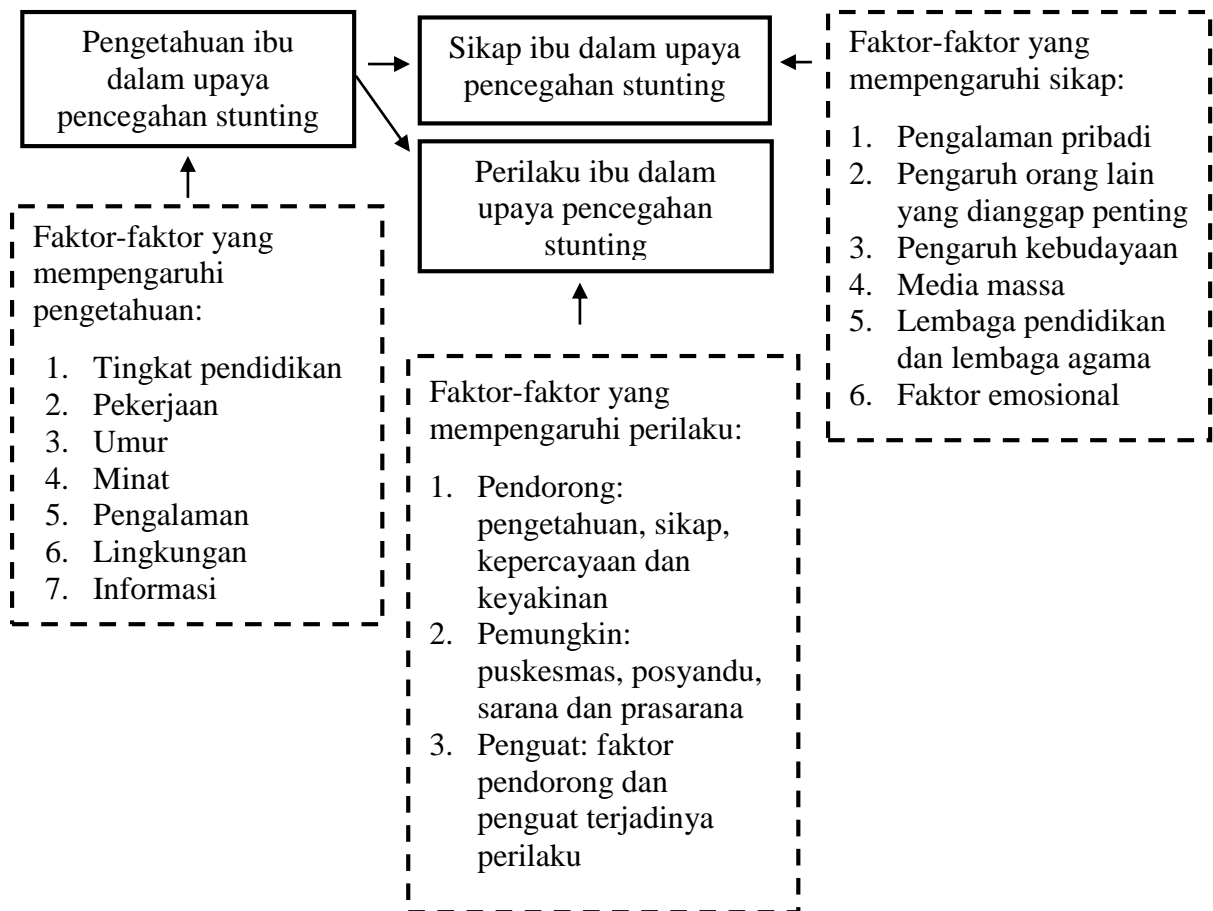 Pengetahuan ibu
dalam upaya
pencegahan stunting
Sikap ibu dalam upaya
pencegahan stunting
Perilaku ibu dalam
upaya pencegahan
stunting
Faktor-faktor yang
mempengaruhi sikap:
1. Pengalaman pribadi
2. Pengaruh orang lain
yang dianggap penting
3. Pengaruh kebudayaan
4. Media massa
5. Lembaga pendidikan
dan lembaga agama
6. Faktor emosional
Faktor-faktor yang
mempengaruhi
pengetahuan:
1. Tingkat pendidikan
2. Pekerjaan
3. Umur
4. Minat
5. Pengalaman
6. Lingkungan
7. Informasi
Faktor-faktor yang
mempengaruhi perilaku:
1. Pendorong:
pengetahuan, sikap,
kepercayaan dan
keyakinan
2. Pemungkin:
puskesmas, posyandu,
sarana dan prasarana
3. Penguat: faktor
pendorong dan
penguat terjadinya
perilaku